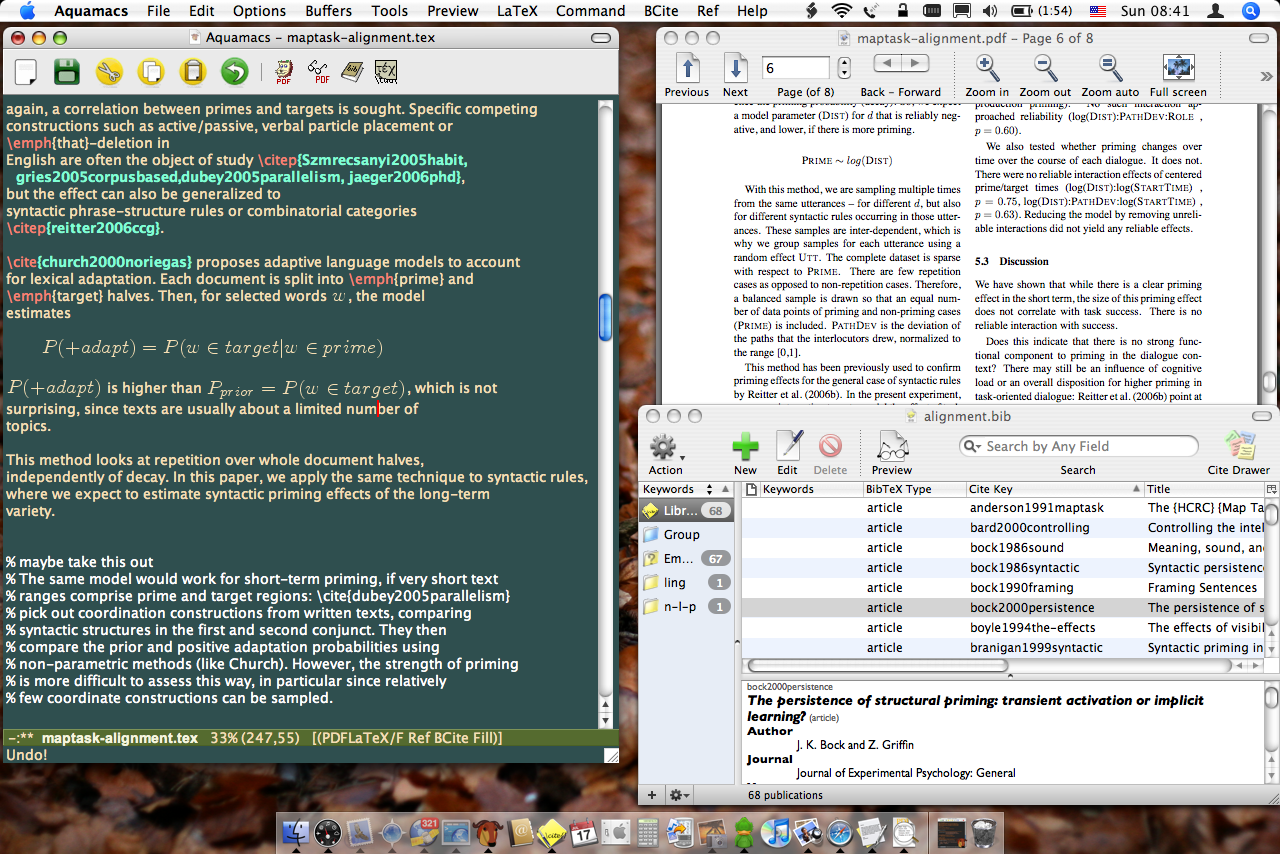 Aquamacs File Edit Options Buffers Tools Preview LaTeX Command BCite Ref Help (1:54) Sun 08:41
Aquamacs – maptask-alignment.tex
PDF PDF
again, a correlation between primes and targets is sought. Specific competing
constructions such as active/passive, verbal particle placement or
\emph{that}-deletion in
English are often the object of study \citep{Szmrecsanyi2005habit,
gries2005corpusbased,dubey2005parallelism, jaeger2006phd},
but the effect can also be generalized to
syntactic phrase-structure rules or combinatorial categories
\citep{reitter2006ccg}.
\cite{church2000noriegas} proposes adaptive language models to account
for lexical adaptation. Each document is split into \emph{prime} and
\emph{target} halves. Then, for selected words w, the model
estimates
P(+adapt) = P(w ∈ target|w ∈ prime)
P(+adapt) is higher than P_prior = P(w ∈ target), which is not
surprising, since texts are usually about a limited number of
topics.
This method looks at repetition over whole document halves,
independently of decay. In this paper, we apply the same technique to syntactic rules,
where we expect to estimate syntactic priming effects of the long-term
variety.
% maybe take this out
% The same model would work for short-term priming, if very short text
% ranges comprise prime and target regions: \cite{dubey2005parallelism}
% pick out coordination constructions from written texts, comparing
% syntactic structures in the first and second conjunct. They then
% compare the prior and positive adaptation probabilities using
% non-parametric methods (like Church). However, the strength of priming
% is more difficult to assess this way, in particular since relatively
% few coordinate constructions can be sampled.
-:** maptask-alignment.tex 33% (247,55) [(PDFLaTeX/F Ref BCite Fill)]
Undo!
maptask-alignment.pdf – Page 6 of 8
6
Previous Next Page (of 8) Back - Forward Zoom in Zoom out Zoom auto Full screen
a model parameter (DIST) for d that is reliably neg-
ative, and lower, if there is more priming.
PRIME ∼ log(DIST)
With this method, we are sampling multiple times
from the same utterances – for different d, but also
for different syntactic rules occurring in those utter-
ances. These samples are inter-dependent, which is
why we group samples for each utterance using a
random effect UTT. The complete dataset is sparse
with respect to PRIME. There are few repetition
cases as opposed to non-repetition cases. Therefore,
a balanced sample is drawn so that an equal num-
ber of data points of priming and non-priming cases
(PRIME) is included. PATHDEV is the deviation of
the paths that the interlocutors drew, normalized to
the range [0,1].
This method has been previously used to confirm
priming effects for the general case of syntactic rules
by Reitter et al. (2006b). In the present experiment,
production priming). No such interaction ap-
proached reliability (log(DIST):PATHDEV:ROLE ,
p = 0.60).
We also tested whether priming changes over
time over the course of each dialogue. It does not.
There were no reliable interaction effects of centered
prime/target times (log(DIST):log(STARTTIME) ,
p = 0.75, log(DIST):PATHDEV:log(STARTTIME) ,
p = 0.63). Reducing the model by removing unreli-
able interactions did not yield any reliable effects.
5.3 Discussion
We have shown that while there is a clear priming
effect in the short term, the size of this priming effect
does not correlate with task success. There is no
reliable interaction with success.
Does this indicate that there is no strong func-
tional component to priming in the dialogue con-
text? There may still be an influence of cognitive
load or an overall disposition for higher priming in
task-oriented dialogue: Reitter et al. (2006b) point at
alignment.bib
Search by Any Field
Action New Edit Delete Preview Search Cite Drawer
Keywords Keywords BibTeX Type Cite Key Title
Libr... 68
Group
Em... 67
ling 1
n-l-p 1
article anderson1991maptask The {HCRC} {Map Ta
article bard2000controlling Controlling the intel
article bock1986sound Meaning, sound, an
article bock1986syntactic Syntactic persistence
article bock1990framing Framing Sentences
article bock2000persistence The persistence of s
article boyle1994the-effects The effects of visibil
article branigan1999syntactic Syntactic priming in
bock2000persistence
The persistence of structural priming: transient activation or implicit
learning? (article)
Author
J. K. Bock and Z. Griffin
Journal
Journal of Experimental Psychology: General
68 publications
321
17